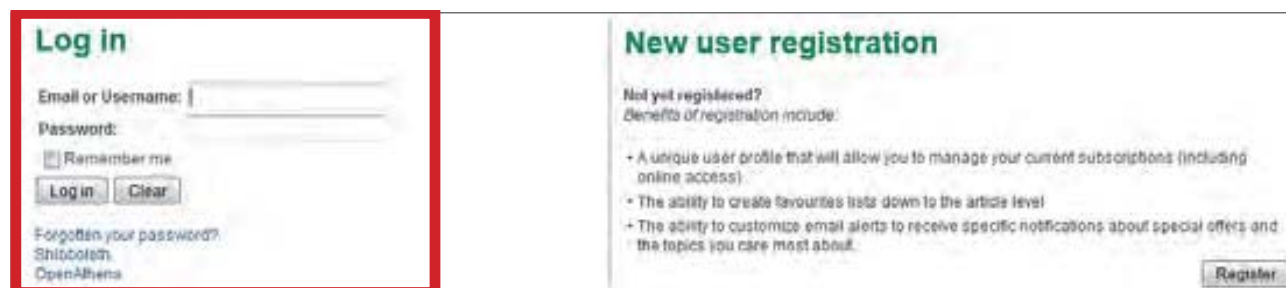 Log in
Email or Username:
Password:
Remember me
Log in Clear
Forgotten your password?
Shibboleth
OpenAthens
New user registration
Not yet registered?
Benefits of registration include:
• A unique user profile that will allow you to manage your current subscriptions (including
online access)
• The ability to create favourites lists down to the article level
• The ability to customize email alerts to receive specific notifications about special offers and
the topics you care most about.
Register